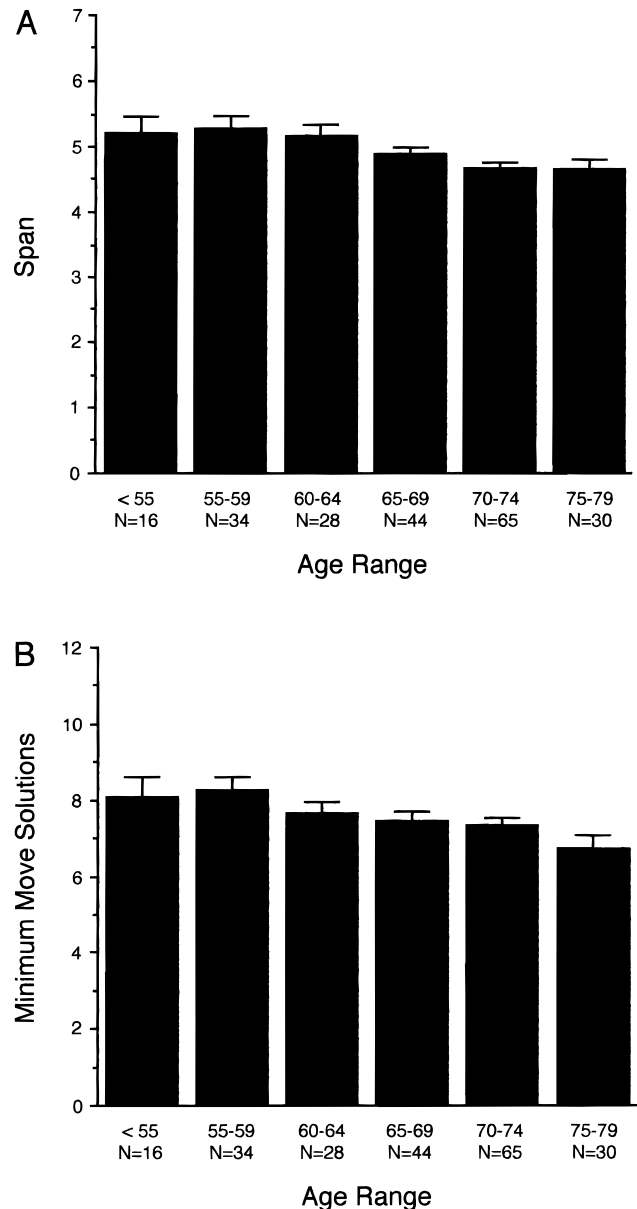 A
7
6
5
4
3
2
1
0
Span
< 55 55-59 60-64 65-69 70-74 75-79
N=16 N=34 N=28 N=44 N=65 N=30
Age Range
B
12
10
8
6
4
2
0
Minimum Move Solutions
< 55 55-59 60-64 65-69 70-74 75-79
N=16 N=34 N=28 N=44 N=65 N=30
Age Range